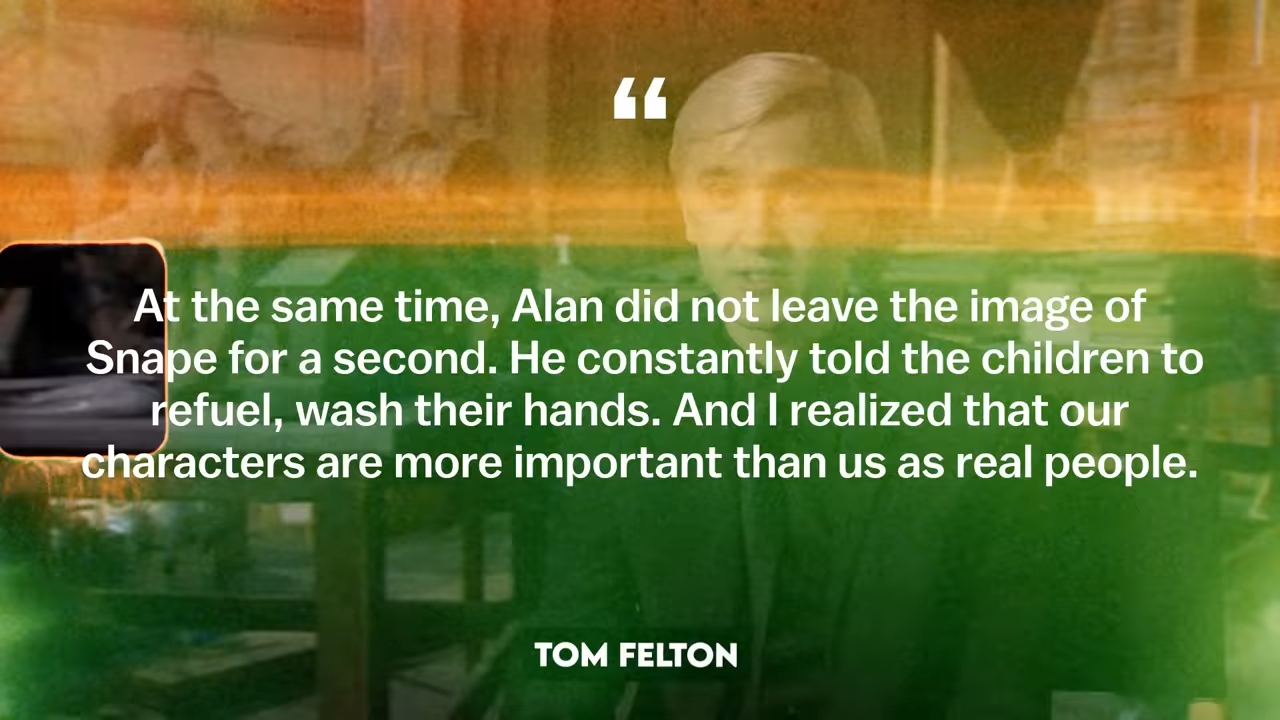 “
At the same time, Alan did not leave the image of
Snape for a second. He constantly told the children to
refuel, wash their hands. And I realized that our
characters are more important than us as real people.
TOM FELTON